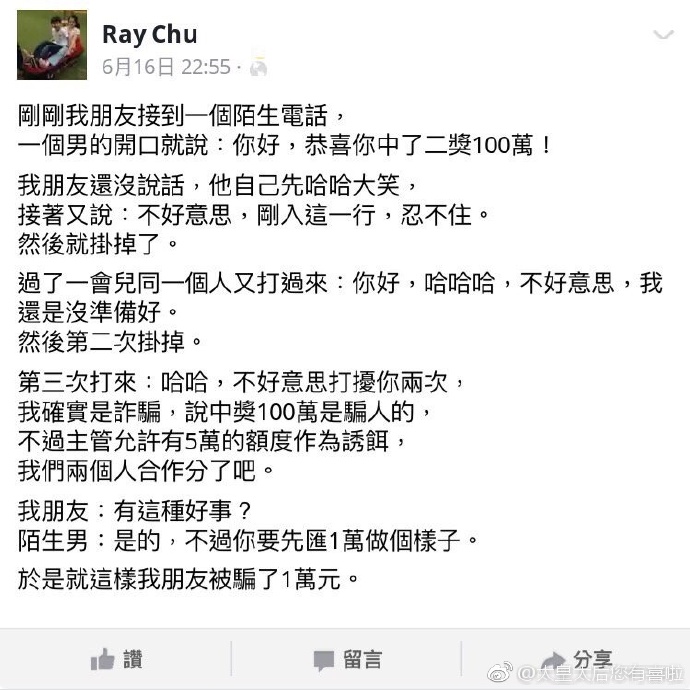 Ray Chu
6月16日 22:55 ·
剛剛我朋友接到一個陌生電話，
一個男的開口就說：你好，恭喜你中了二獎100萬！
我朋友還沒說話，他自己先哈哈大笑，
接著又說：不好意思，剛入這一行，忍不住。
然後就掛掉了。
過了一會兒同一個人又打過來：你好，哈哈哈，不好意思，我
還是沒準備好。
然後第二次掛掉。
第三次打來：哈哈，不好意思打擾你兩次，
我確實是詐騙，說中獎100萬是騙人的，
不過主管允許有5萬的額度作為誘餌，
我們兩個人合作分了吧。
我朋友：有這種好事？
陌生男：是的，不過你要先匯1萬做個樣子。
於是就這樣我朋友被騙了1萬元。
讚 留言 分享
@大皇太后您有喜啦